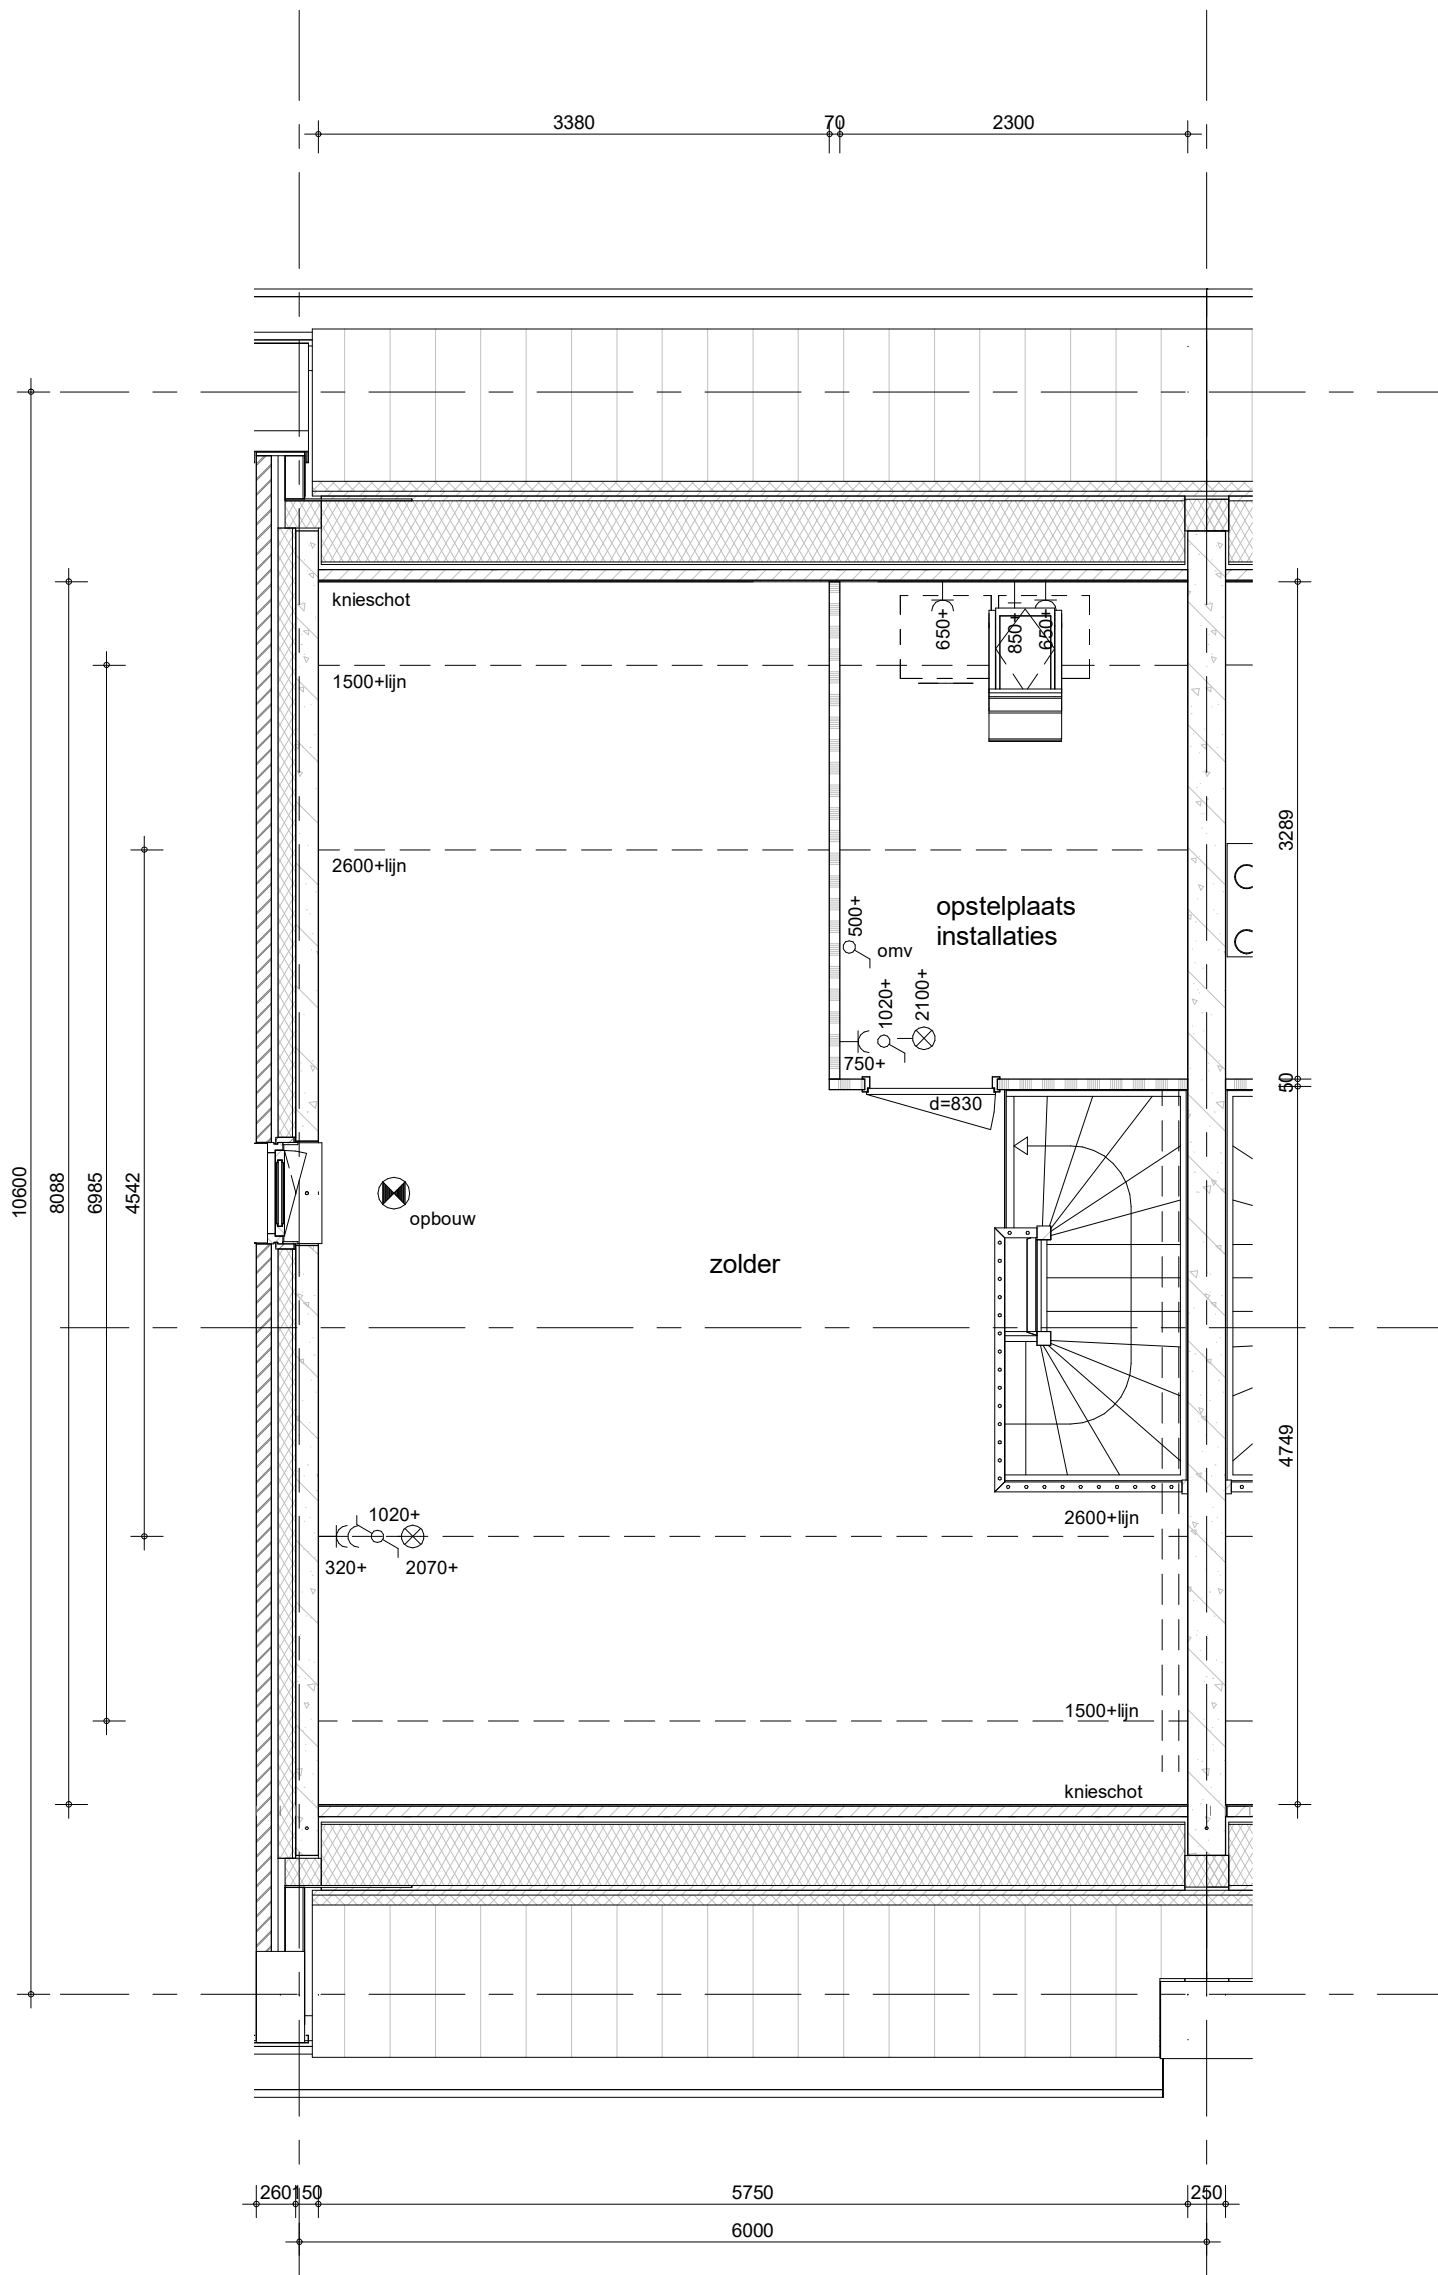 3380
70
2300
knieschot
650+
850+
650+
1500+lijn
2600+lijn
3289
opstelplaats
installaties
500+
omv
1020+
2100+
750+
50
d=830
10600
8088
6985
4542
opbouw
zolder
4749
1020+
320+
2070+
2600+lijn
1500+lijn
knieschot
260
150
5750
250
6000